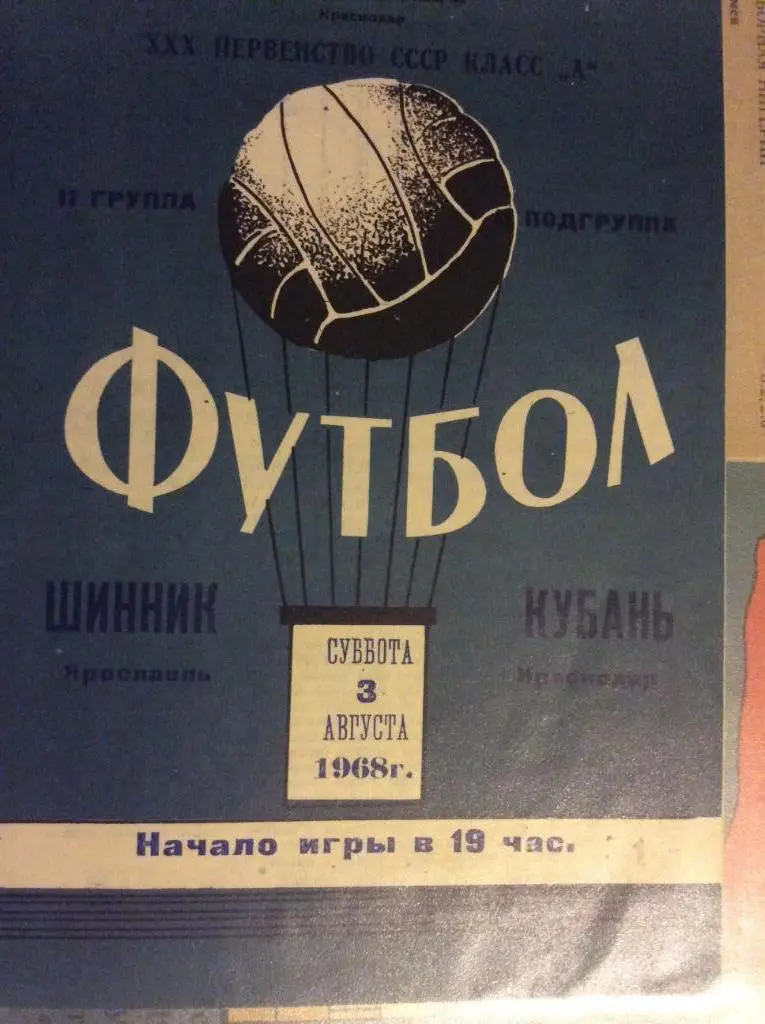 Краснодар
XXX ПЕРВЕНСТВО СССР КЛАСС „А“
II ГРУППА
ПОДГРУППА
ФУТБОЛ
ШИННИК
КУБАНЬ
Ярославль
Краснодар
СУББОТА
3
АВГУСТА
1968г.
Начало игры в 19 час.